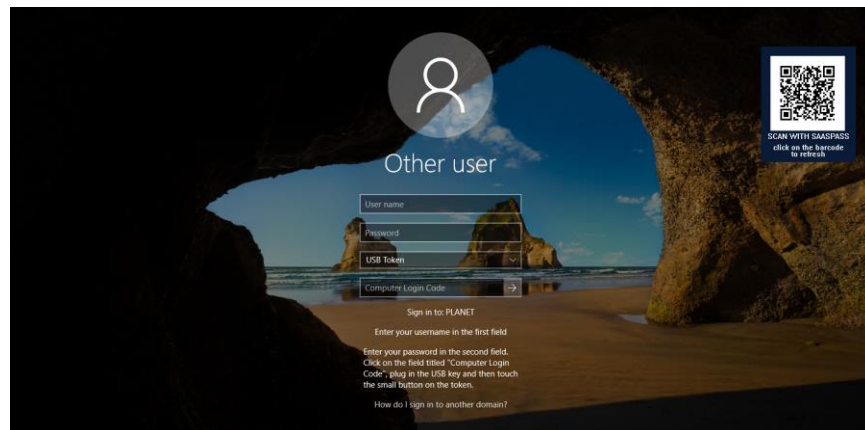 Other user
User name
Password
USB Token
Computer Login Code
Sign in to: PLANET
Enter your username in the first field
Enter your password in the second field.
Click on the field titled "Computer Login
Code", plug in the USB key and then touch
the small button on the token.
How do I sign in to another domain?
SCAN WITH SAASPASS
click on the barcode
to refresh